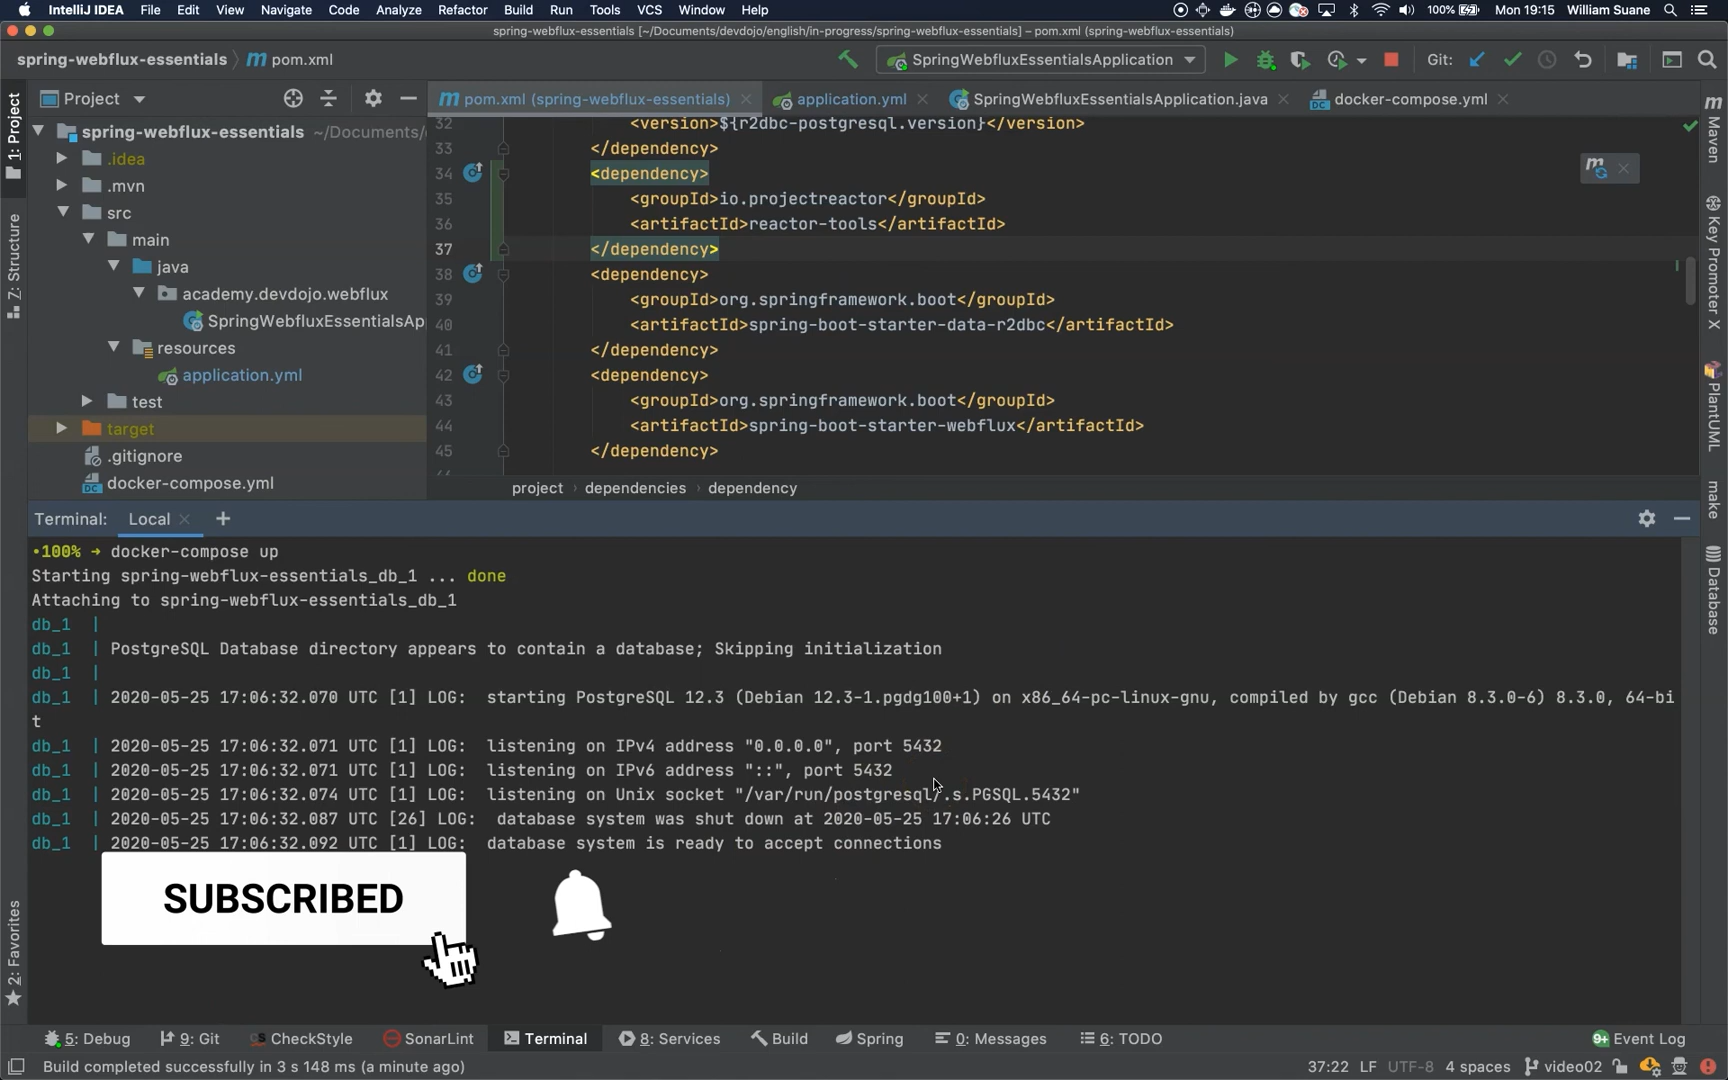 IntelliJ IDEA File Edit View Navigate Code Analyze Refactor Build Run Tools VCS Window Help 100% Mon 19:15 William Suane
spring-webflux-essentials [~/Documents/devdojo/english/in-progress/spring-webflux-essentials] – pom.xml (spring-webflux-essentials)
spring-webflux-essentials pom.xml SpringWebfluxEssentialsApplication Git:
Project pom.xml (spring-webflux-essentials) application.yml SpringWebfluxEssentialsApplication.java docker-compose.yml
1: Project
Z: Structure
2: Favorites
spring-webflux-essentials ~/Documents/
.idea
.mvn
src
main
java
academy.devdojo.webflux
SpringWebfluxEssentialsAp
resources
application.yml
test
target
.gitignore
docker-compose.yml
32 <version>${r2dbc-postgresql.version}</version>
33 </dependency>
34 <dependency>
35 <groupId>io.projectreactor</groupId>
36 <artifactId>reactor-tools</artifactId>
37 </dependency>
38 <dependency>
39 <groupId>org.springframework.boot</groupId>
40 <artifactId>spring-boot-starter-data-r2dbc</artifactId>
41 </dependency>
42 <dependency>
43 <groupId>org.springframework.boot</groupId>
44 <artifactId>spring-boot-starter-webflux</artifactId>
45 </dependency>
project › dependencies › dependency
Maven
Key Promoter X
PlantUML
make
Database
Terminal: Local +
•100% → docker-compose up
Starting spring-webflux-essentials_db_1 ... done
Attaching to spring-webflux-essentials_db_1
db_1 |
db_1 | PostgreSQL Database directory appears to contain a database; Skipping initialization
db_1 |
db_1 | 2020-05-25 17:06:32.070 UTC [1] LOG: starting PostgreSQL 12.3 (Debian 12.3-1.pgdg100+1) on x86_64-pc-linux-gnu, compiled by gcc (Debian 8.3.0-6) 8.3.0, 64-bi
t
db_1 | 2020-05-25 17:06:32.071 UTC [1] LOG: listening on IPv4 address "0.0.0.0", port 5432
db_1 | 2020-05-25 17:06:32.071 UTC [1] LOG: listening on IPv6 address "::", port 5432
db_1 | 2020-05-25 17:06:32.074 UTC [1] LOG: listening on Unix socket "/var/run/postgresql/.s.PGSQL.5432"
db_1 | 2020-05-25 17:06:32.087 UTC [26] LOG: database system was shut down at 2020-05-25 17:06:26 UTC
db_1 | 2020-05-25 17:06:32.092 UTC [1] LOG: database system is ready to accept connections
SUBSCRIBED
5: Debug 9: Git CheckStyle SonarLint Terminal 8: Services Build Spring 0: Messages 6: TODO 9+ Event Log
Build completed successfully in 3 s 148 ms (a minute ago) 37:22 LF UTF-8 4 spaces video02